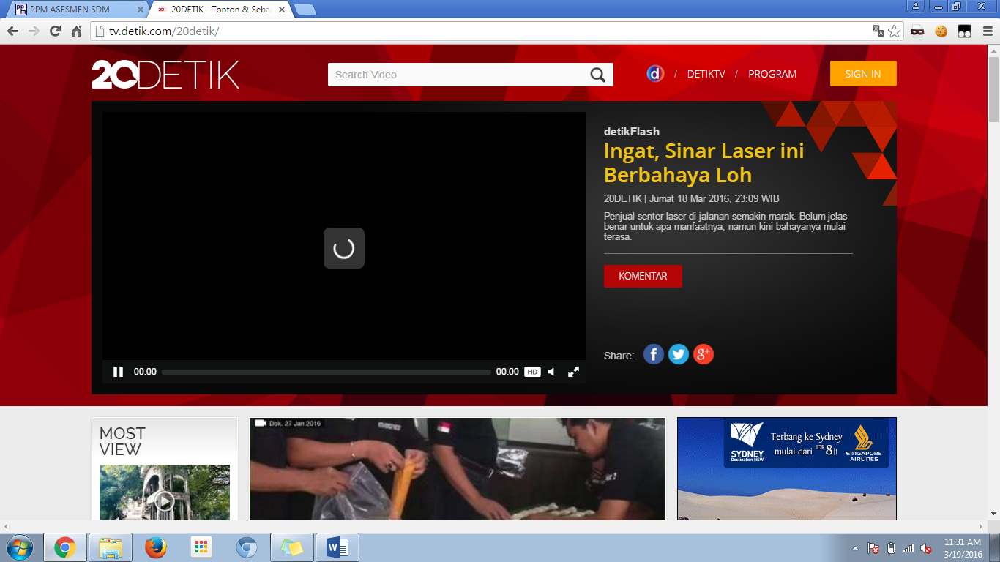 PPM ASESMEN SDM
20DETIK - Tonton & Seba
tv.detik.com/20detik/
20DETIK
Search Video
d / DETIKTV / PROGRAM
SIGN IN
detikFlash
Ingat, Sinar Laser ini
Berbahaya Loh
20DETIK | Jumat 18 Mar 2016, 23:09 WIB
Penjual senter laser di jalanan semakin marak. Belum jelas
benar untuk apa manfaatnya, namun kini bahayanya mulai
terasa.
KOMENTAR
Share:
00:00
00:00 HD
MOST
VIEW
Dok. 27 Jan 2016
SYDNEY
Destination NSW
Terbang ke Sydney
mulai dari IDR 8jt
SINGAPORE
AIRLINES
11:31 AM
3/19/2016